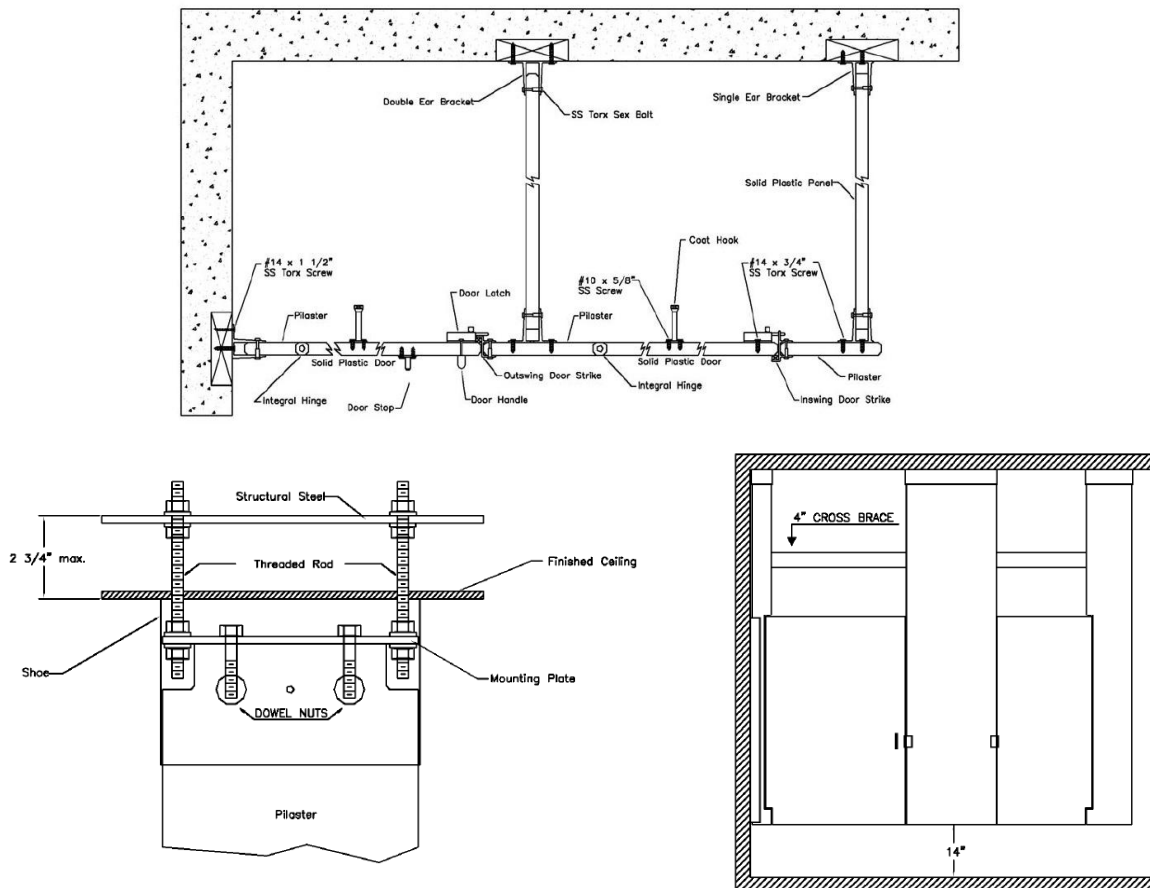 Double Ear Bracket
Single Ear Bracket
SS Torx Sex Bolt
Solid Plastic Panel
Coat Hook
#14 x 1 1/2"
SS Torx Screw
#10 x 5/8"
SS Screw
#14 x 3/4"
SS Torx Screw
Door Latch
Pilaster
Pilaster
Solid Plastic Door
Outswing Door Strike
Solid Plastic Door
Pilaster
Integral Hinge
Door Stop
Door Handle
Integral Hinge
Inswing Door Strike
Structural Steel
2 3/4" max.
Threaded Rod
Finished Ceiling
Shoe
Mounting Plate
DOWEL NUTS
Pilaster
4" CROSS BRACE
14"